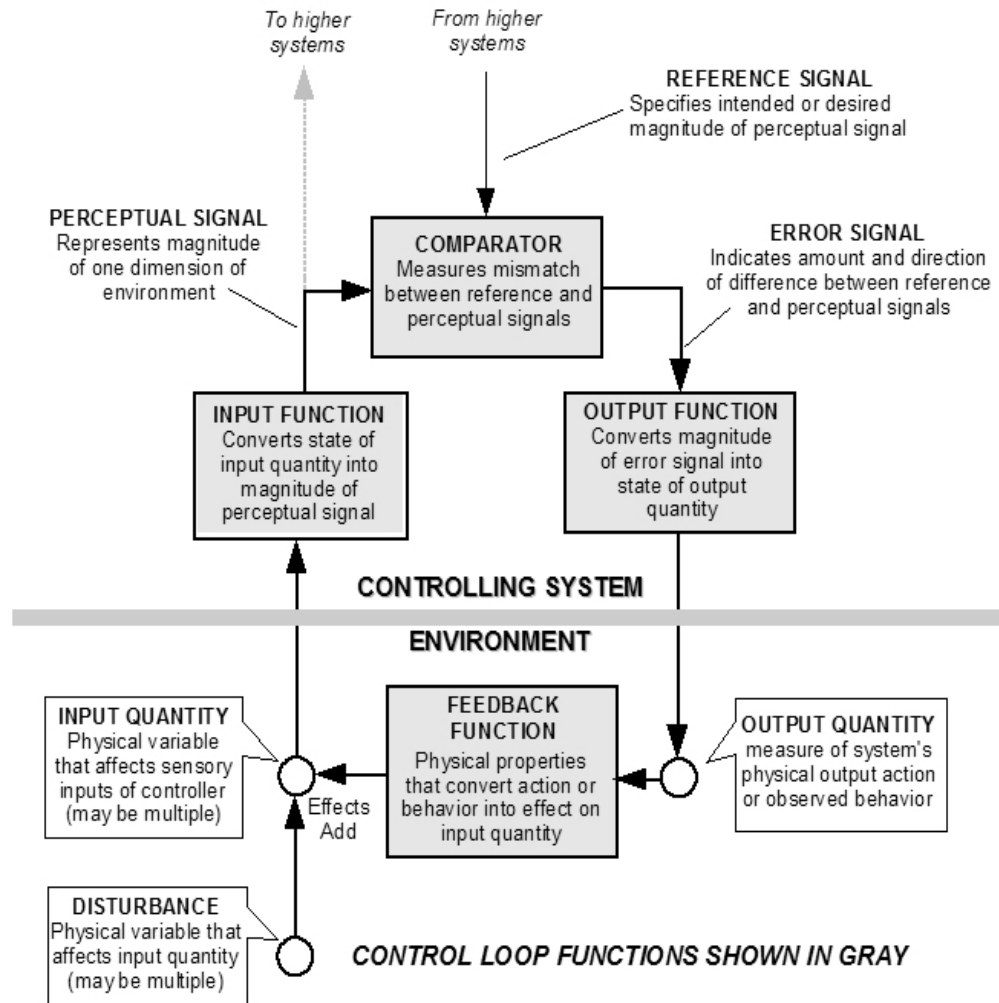 To higher
systems
From higher
systems
REFERENCE SIGNAL
Specifies intended or desired
magnitude of perceptual signal
PERCEPTUAL SIGNAL
Represents magnitude
of one dimension of
environment
COMPARATOR
Measures mismatch
between reference and
perceptual signals
ERROR SIGNAL
Indicates amount and direction
of difference between reference
and perceptual signals
INPUT FUNCTION
Converts state of
input quantity into
magnitude of
perceptual signal
OUTPUT FUNCTION
Converts magnitude
of error signal into
state of output
quantity
CONTROLLING SYSTEM
ENVIRONMENT
INPUT QUANTITY
Physical variable
that affects sensory
inputs of controller
(may be multiple)
Effects
Add
FEEDBACK
FUNCTION
Physical properties
that convert action or
behavior into effect on
input quantity
OUTPUT QUANTITY
measure of system's
physical output action
or observed behavior
DISTURBANCE
Physical variable that
affects input quantity
(may be multiple)
CONTROL LOOP FUNCTIONS SHOWN IN GRAY